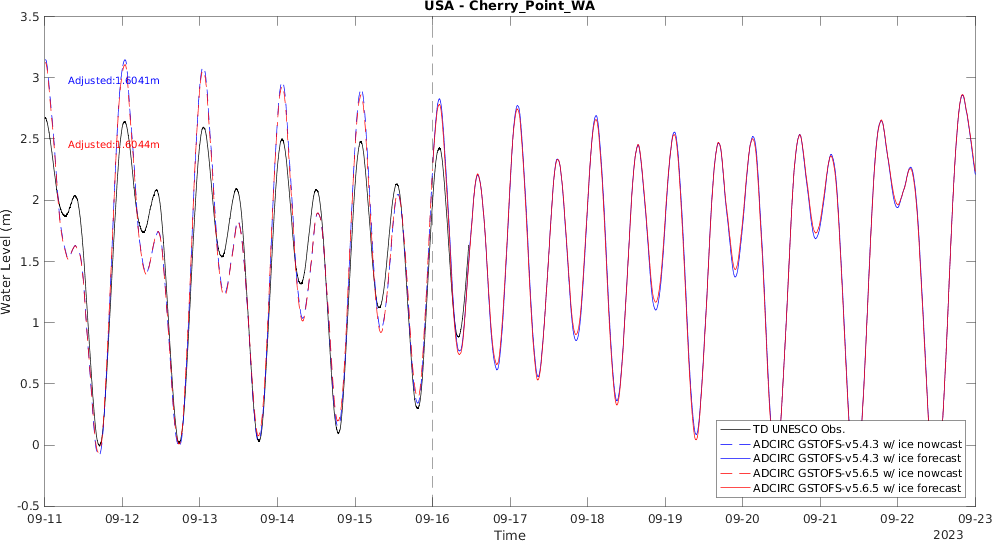 USA - Cherry_Point_WA
3.5
3
2.5
2
1.5
1
0.5
0
-0.5
Water Level (m)
Adjusted:1.6041m
Adjusted:1.6044m
TD UNESCO Obs.
ADCIRC GSTOFS-v5.4.3 w/ ice nowcast
ADCIRC GSTOFS-v5.4.3 w/ ice forecast
ADCIRC GSTOFS-v5.6.5 w/ ice nowcast
ADCIRC GSTOFS-v5.6.5 w/ ice forecast
09-11 09-12 09-13 09-14 09-15 09-16 09-17 09-18 09-19 09-20 09-21 09-22 09-23
Time
2023